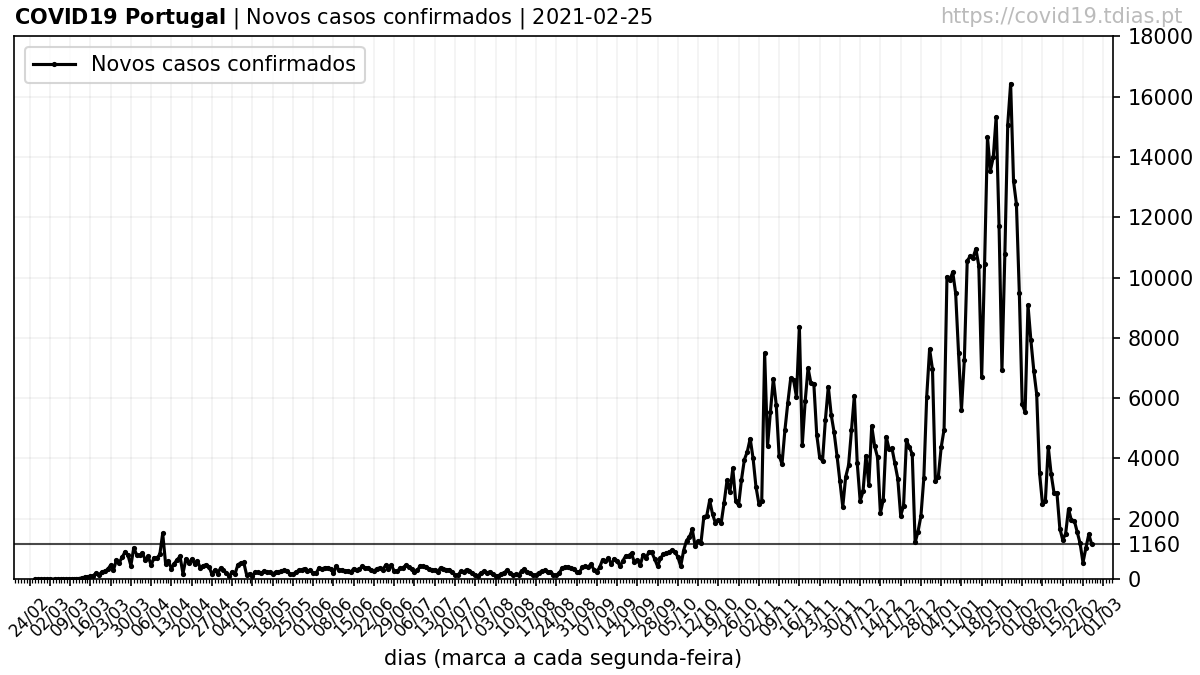 COVID19 Portugal | Novos casos confirmados | 2021-02-25
https://covid19.tdias.pt
Novos casos confirmados
18000
16000
14000
12000
10000
8000
6000
4000
2000
1160
0
24/02 02/03 09/03 16/03 23/03 30/03 06/04 13/04 20/04 27/04 04/05 11/05 18/05 25/05 01/06 08/06 15/06 22/06 29/06 06/07 13/07 20/07 27/07 03/08 10/08 17/08 24/08 31/08 07/09 14/09 21/09 28/09 05/10 12/10 19/10 26/10 02/11 09/11 16/11 23/11 30/11 07/12 14/12 21/12 28/12 04/01 11/01 18/01 25/01 01/02 08/02 15/02 22/02 01/03
dias (marca a cada segunda-feira)